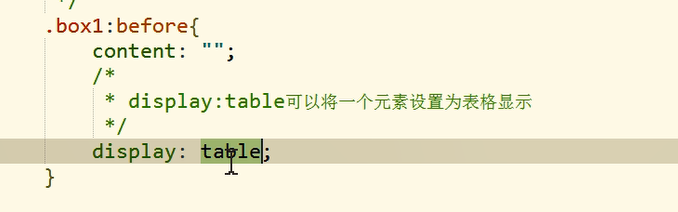 */
.box1:before{
content: "";
/*
* display:table可以将一个元素设置为表格显示
*/
display: table;
}